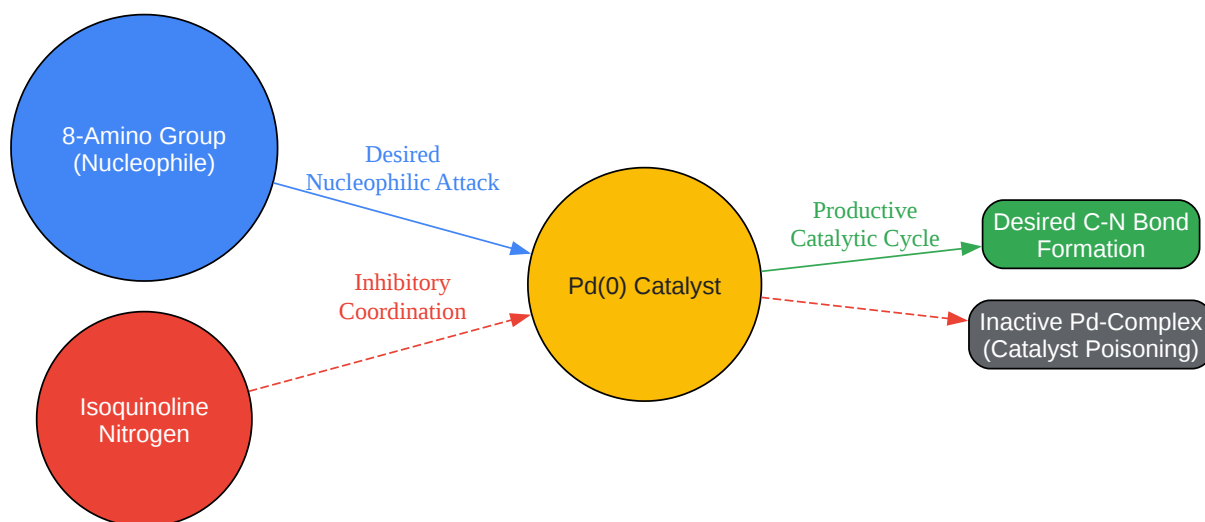 8-Amino Group
(Nucleophile)
Desired
Nucleophilic Attack
Isoquinoline
Nitrogen
Inhibitory
Coordination
Pd(0) Catalyst
Productive
Catalytic Cycle
Desired C-N Bond
Formation
Inactive Pd-Complex
(Catalyst Poisoning)